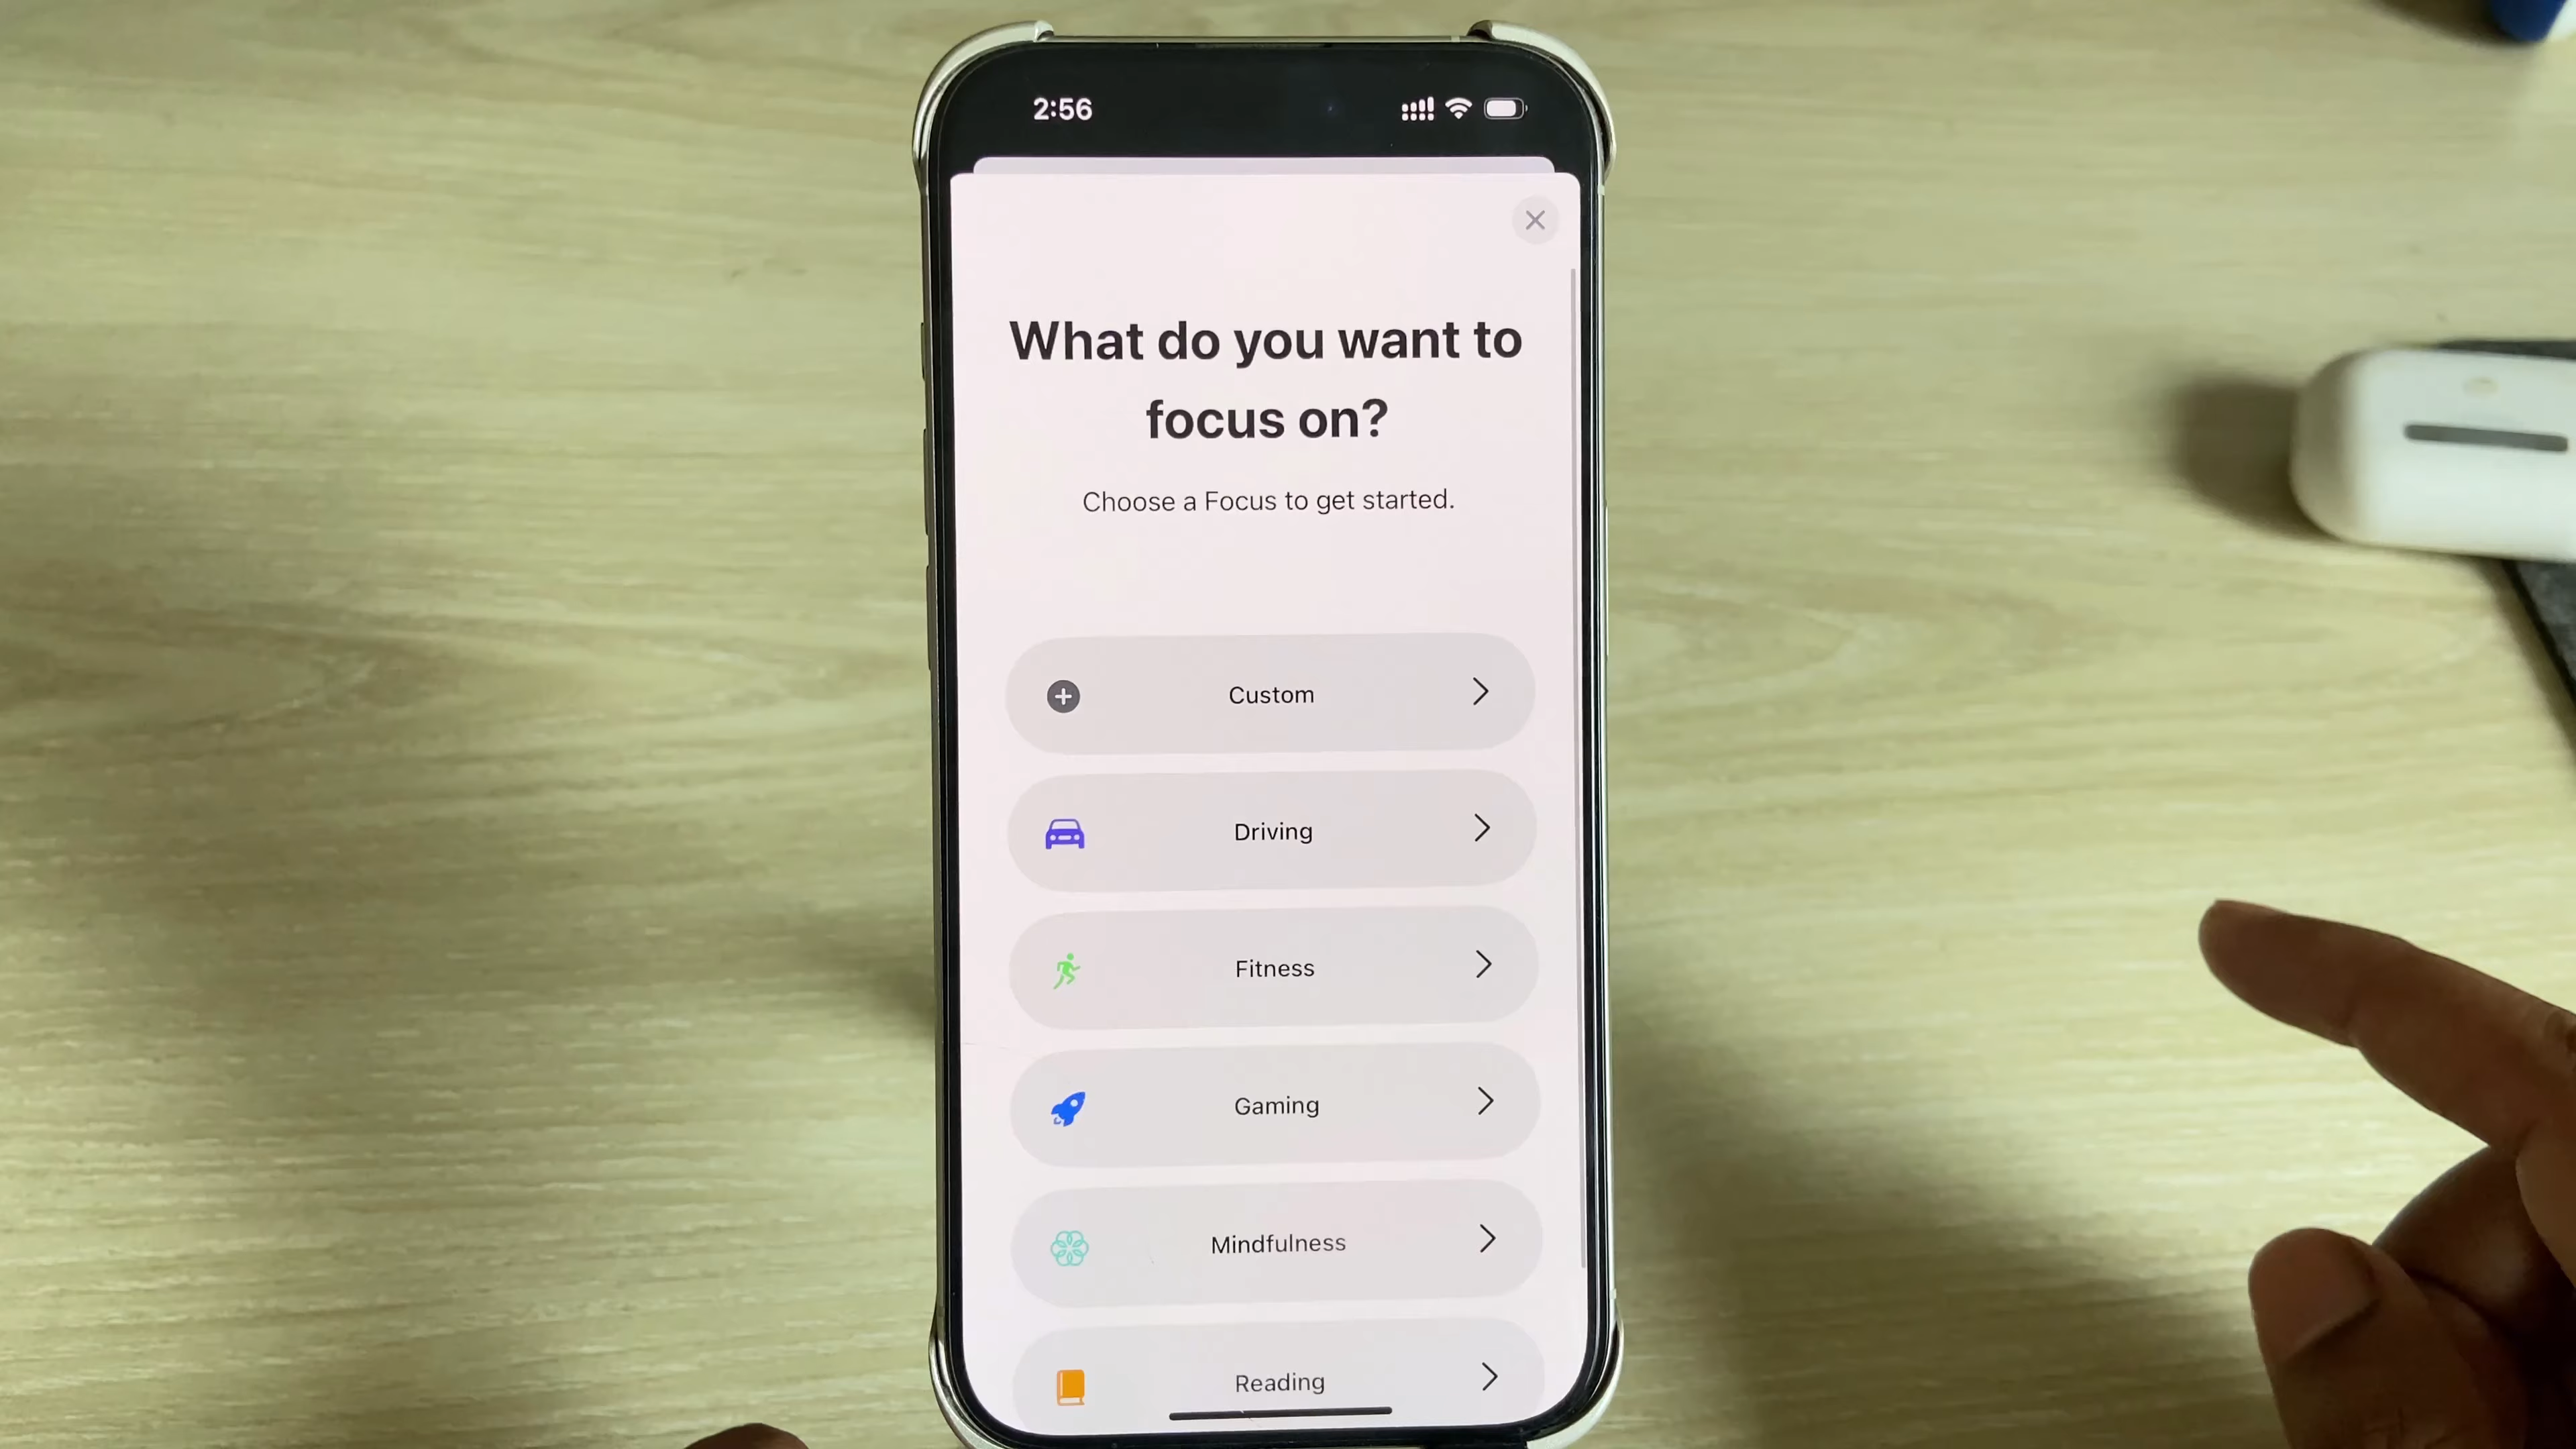 2:56
What do you want to
focus on?
Choose a Focus to get started.
Custom
Driving
Fitness
Gaming
Mindfulness
Reading